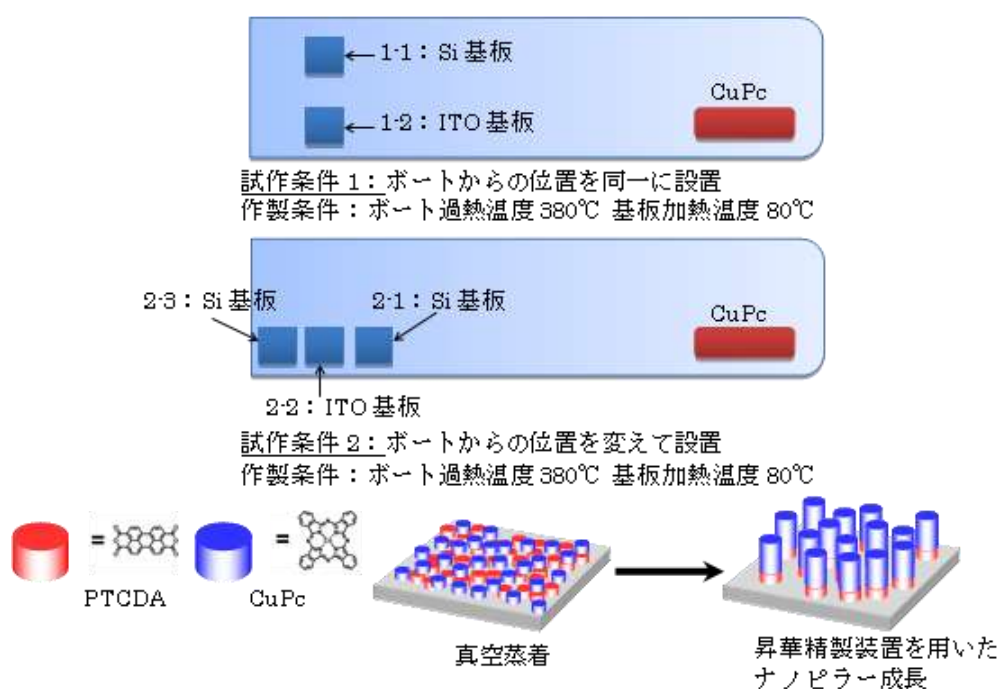 1-1：Si基板
CuPc
1-2：ITO基板
試作条件1：ボートからの位置を同一に設置
作製条件：ボート過熱温度380℃ 基板加熱温度80℃
2-3：Si基板
2-1：Si基板
CuPc
2-2：ITO基板
試作条件2：ボートからの位置を変えて設置
作製条件：ボート過熱温度380℃ 基板加熱温度80℃
=
=
PTCDA
CuPc
真空蒸着
昇華精製装置を用いた
ナノピラー成長